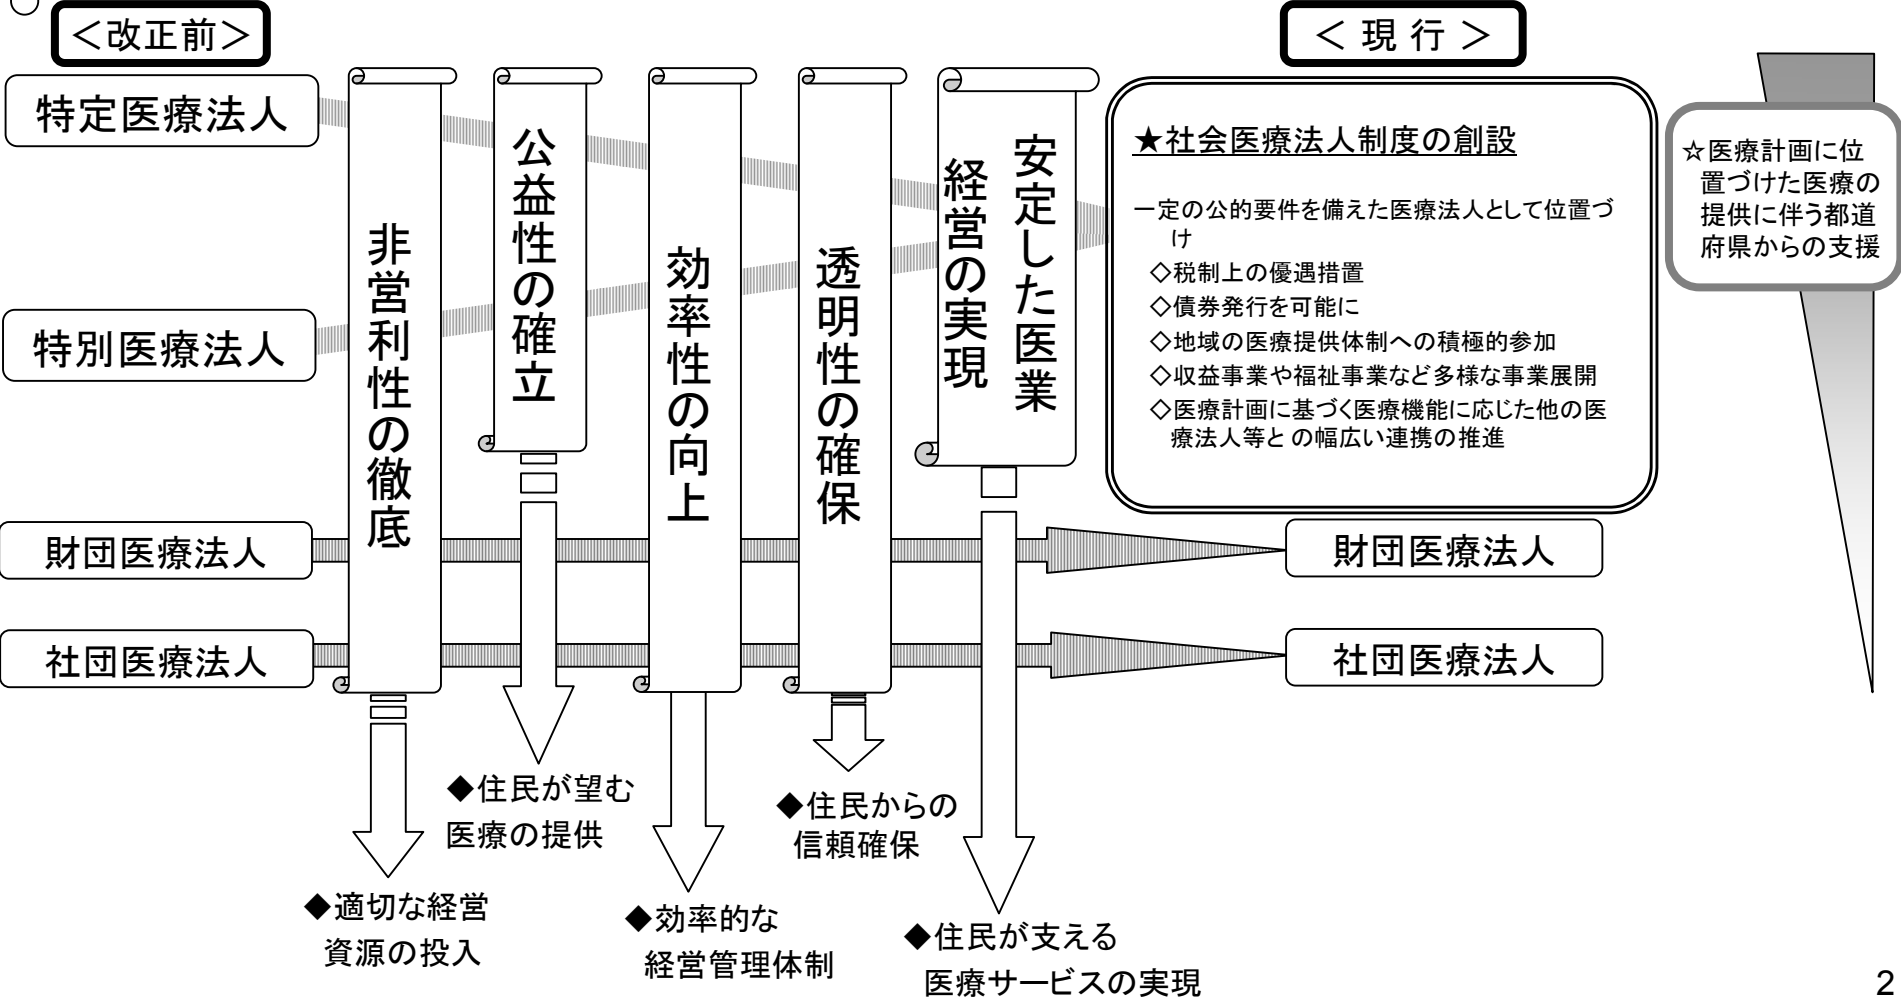 ＜改正前＞
＜ 現 行 ＞
特定医療法人
特別医療法人
財団医療法人
社団医療法人
非営利性の徹底
公益性の確立
効率性の向上
透明性の確保
安定した医業
経営の実現
★社会医療法人制度の創設
一定の公的要件を備えた医療法人として位置づ
け
◇税制上の優遇措置
◇債券発行を可能に
◇地域の医療提供体制への積極的参加
◇収益事業や福祉事業など多様な事業展開
◇医療計画に基づく医療機能に応じた他の医
療法人等との幅広い連携の推進
☆医療計画に位
置づけた医療の
提供に伴う都道
府県からの支援
財団医療法人
社団医療法人
◆適切な経営
資源の投入
◆住民が望む
医療の提供
◆効率的な
経営管理体制
◆住民からの
信頼確保
◆住民が支える
医療サービスの実現
2